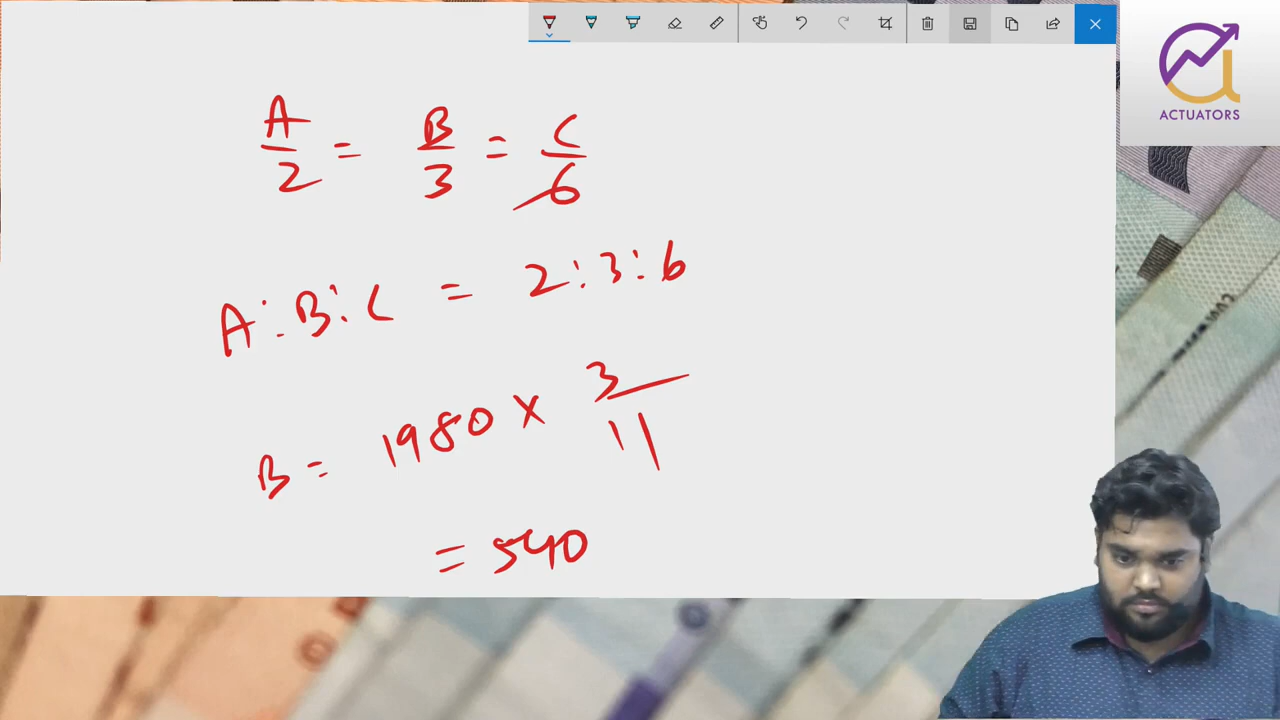 ACTUATORS
A/2 = B/3 = C/6
A:B:C = 2:3:6
B = 1980 × 3/11
= 540